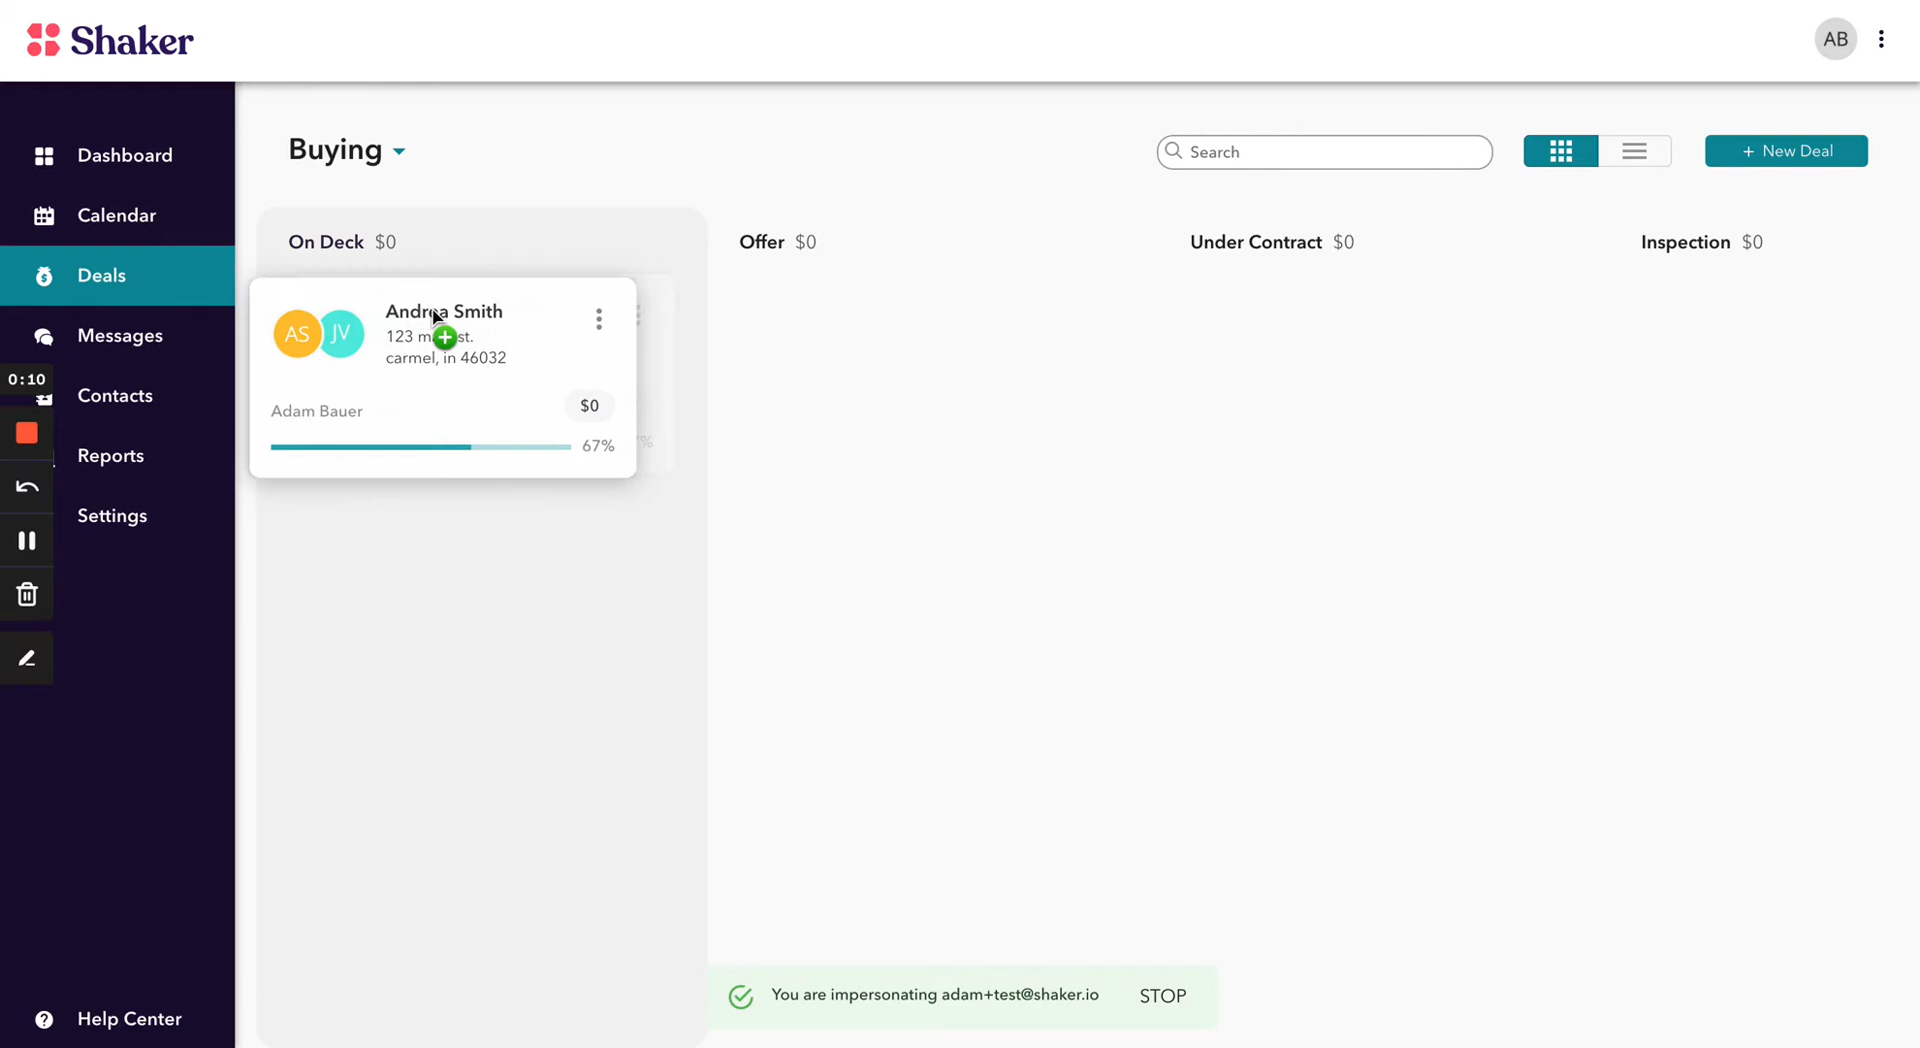 Shaker
AB
Dashboard
Calendar
Deals
Messages
0:10
Contacts
Reports
Settings
Help Center
Buying
Search
+ New Deal
On Deck $0
Offer $0
Under Contract $0
Inspection $0
AS
JV
Andrea Smith
123 st.
carmel, in 46032
Adam Bauer
$0
67%
%
You are impersonating adam+test@shaker.io
STOP